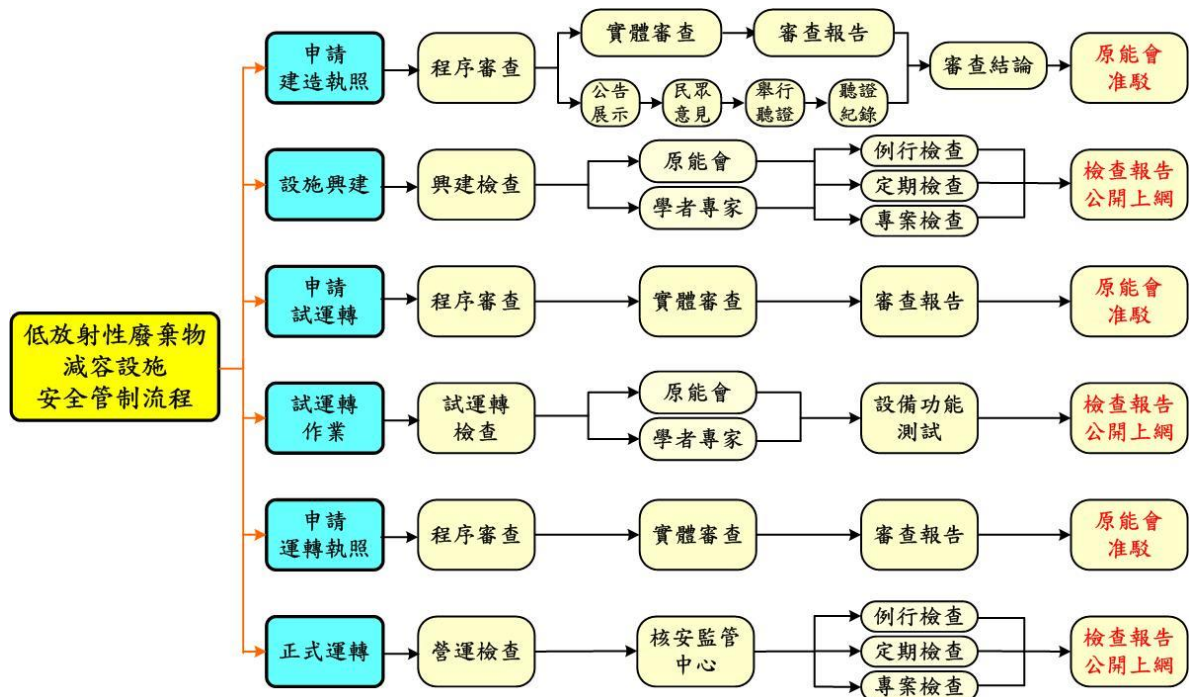 低放射性廢棄物
減容設施
安全管制流程
申請
建造執照
程序審查
實體審查
審查報告
公告
展示
民眾
意見
舉行
聽證
聽證
紀錄
審查結論
原能會
准駁
設施興建
興建檢查
原能會
學者專家
例行檢查
定期檢查
專案檢查
檢查報告
公開上網
申請
試運轉
程序審查
實體審查
審查報告
原能會
准駁
試運轉
作業
試運轉
檢查
原能會
學者專家
設備功能
測試
檢查報告
公開上網
申請
運轉執照
程序審查
實體審查
審查報告
原能會
准駁
正式運轉
營運檢查
核安監管
中心
例行檢查
定期檢查
專案檢查
檢查報告
公開上網